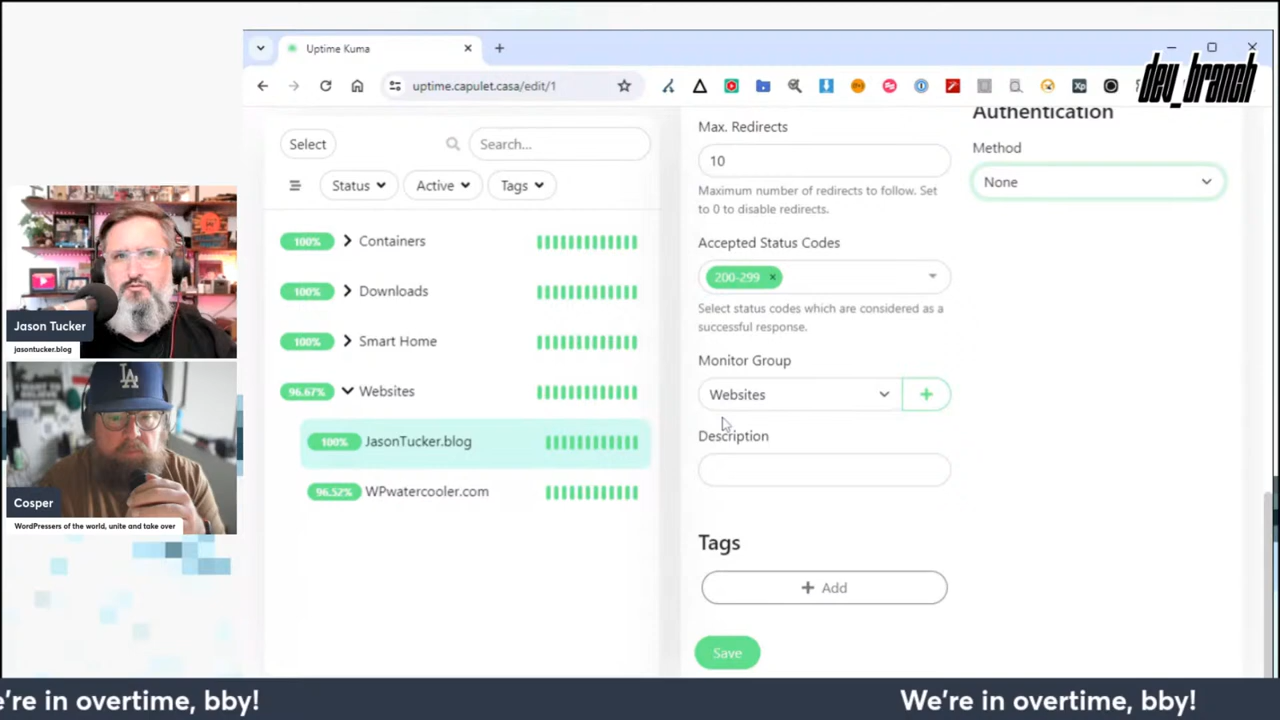 dev_branch
Uptime Kuma
uptime.capulet.casa/edit/1
Xp
Select
Search...
Status
Active
Tags
100%
Containers
100%
Downloads
100%
Smart Home
96.67%
Websites
100%
JasonTucker.blog
96.52%
WPwatercooler.com
Max. Redirects
10
Maximum number of redirects to follow. Set
to 0 to disable redirects.
Accepted Status Codes
200-299 ×
Select status codes which are considered as a
successful response.
Monitor Group
Websites
Description
Tags
+ Add
Save
Authentication
Method
None
Jason Tucker
jasontucker.blog
LA
Cosper
WordPressers of the world, unite and take over
e're in overtime, bby!
We're in overtime, bby!